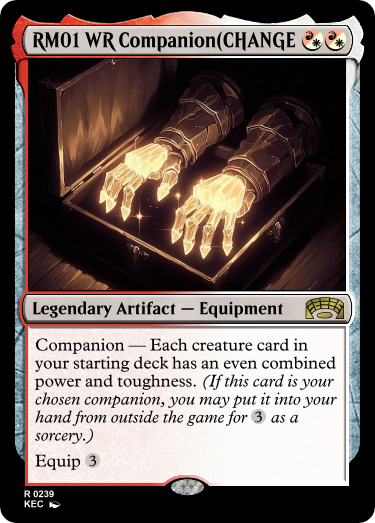 RM01 WR Companion(CHANGE
Legendary Artifact — Equipment
Companion — Each creature card in
your starting deck has an even combined
power and toughness. (If this card is your
chosen companion, you may put it into your
hand from outside the game for 3 as a
sorcery.)
Equip 3
R 0239
KEC